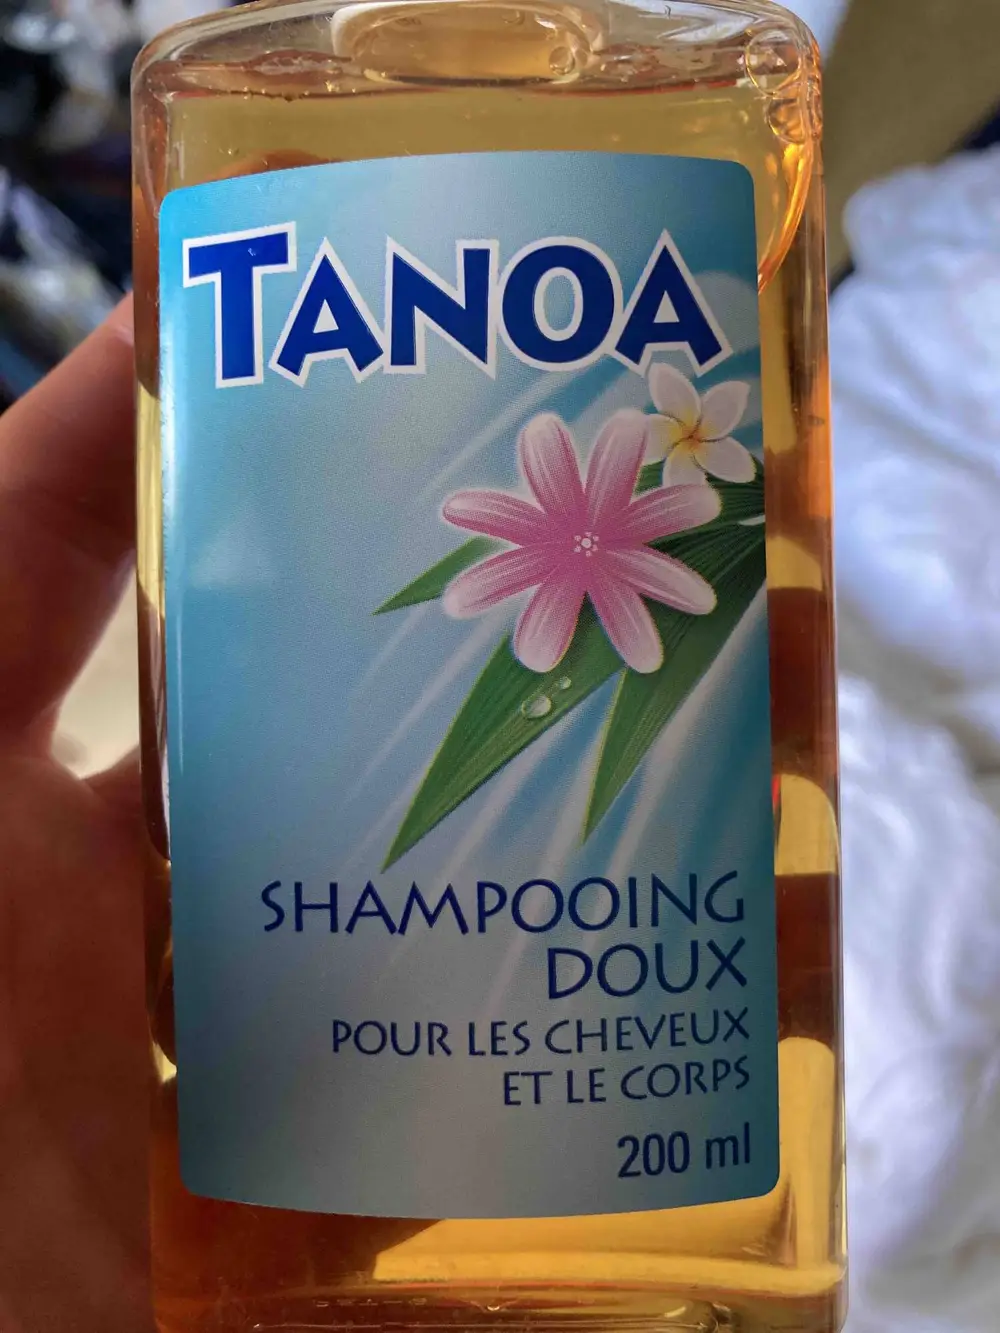 TANOA
SHAMPOOING
DOUX
POUR LES CHEVEUX
ET LE CORPS
200 ml